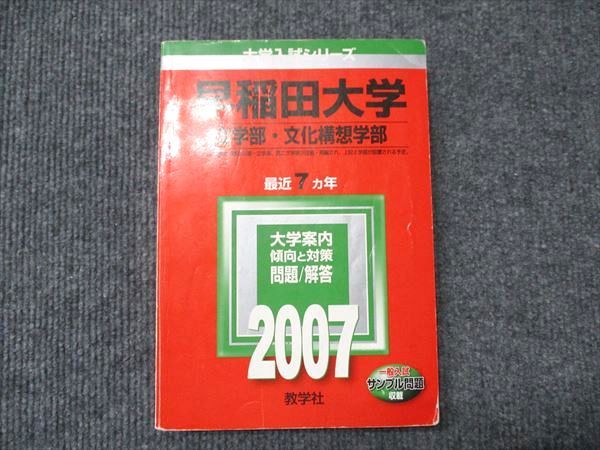 大学入試シリーズ
早稲田大学
文学部・文化構想学部
最近7カ年
大学案内
傾向と対策
問題/解答
2007
一般入試
サンプル問題
収載
教学社